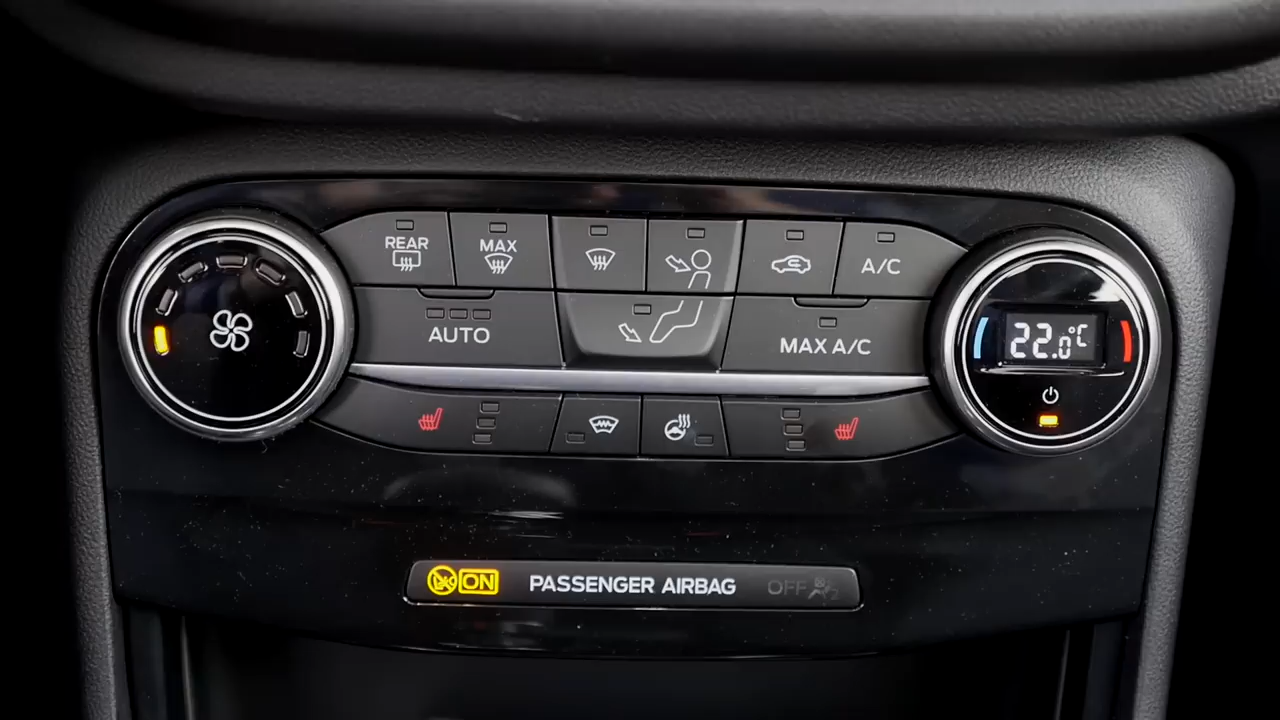 REAR
MAX
A/C
AUTO
MAX A/C
22.0°C
ON PASSENGER AIRBAG OFF